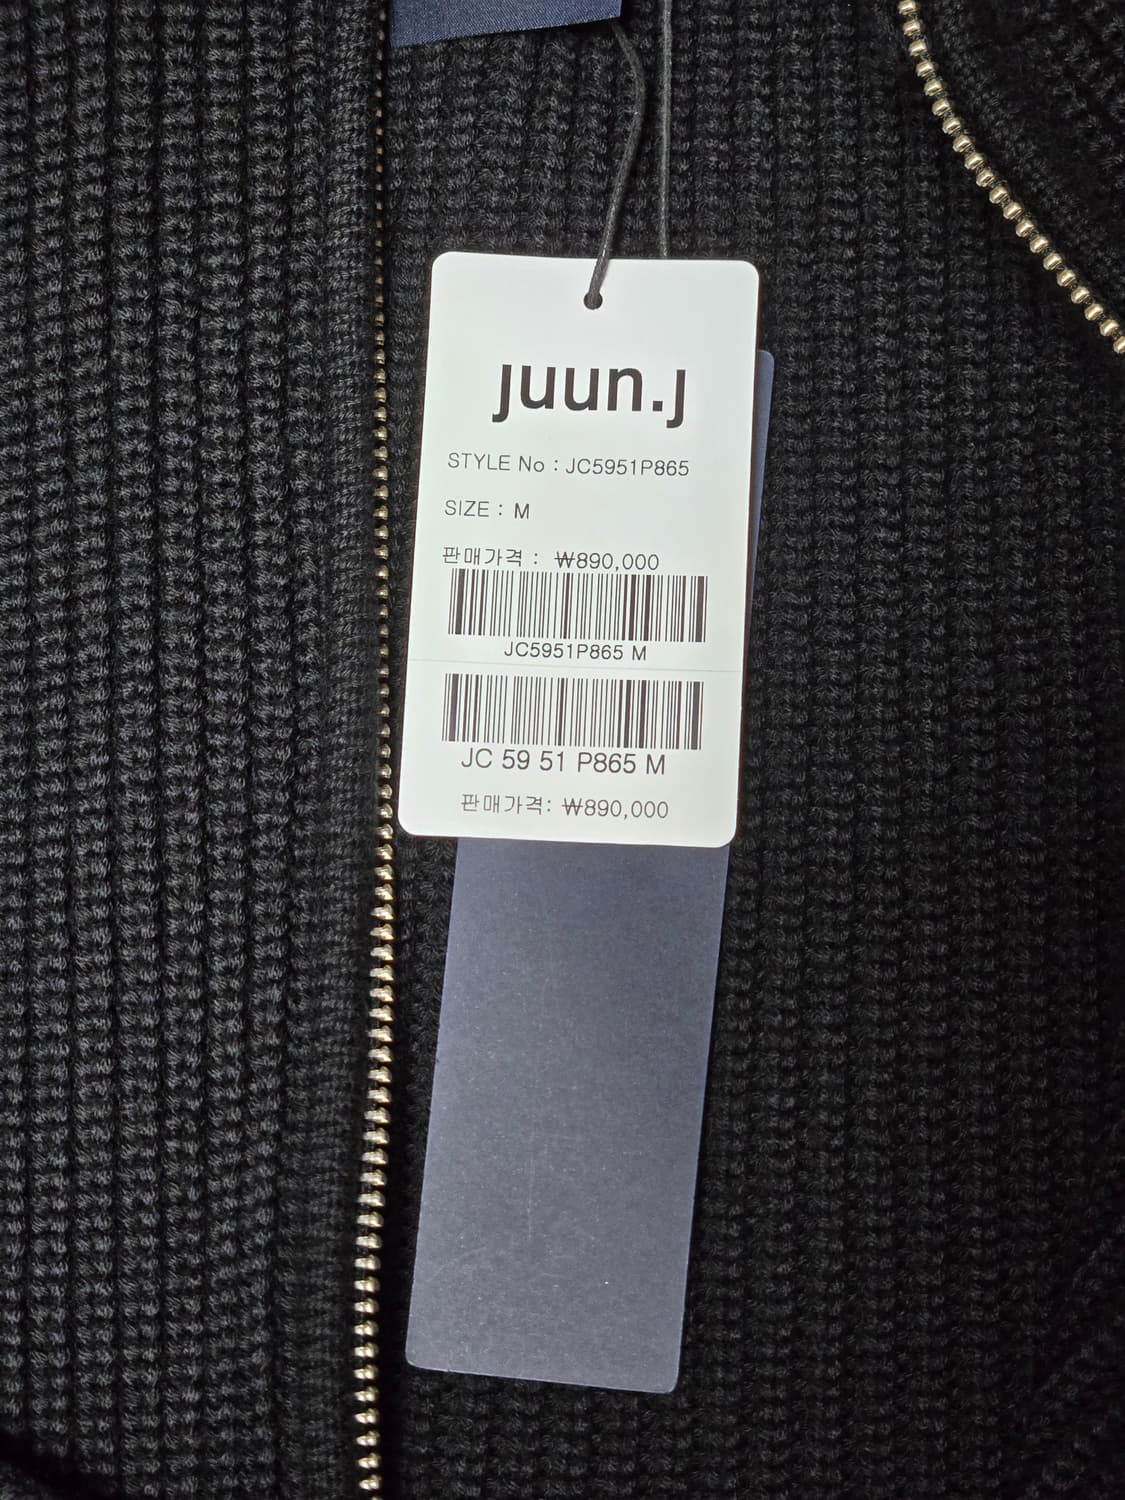 juun.j
STYLE No : JC5951P865
SIZE : M
판매가격 : ₩890,000
JC5951P865 M
JC 59 51 P865 M
판매가격: ₩890,000